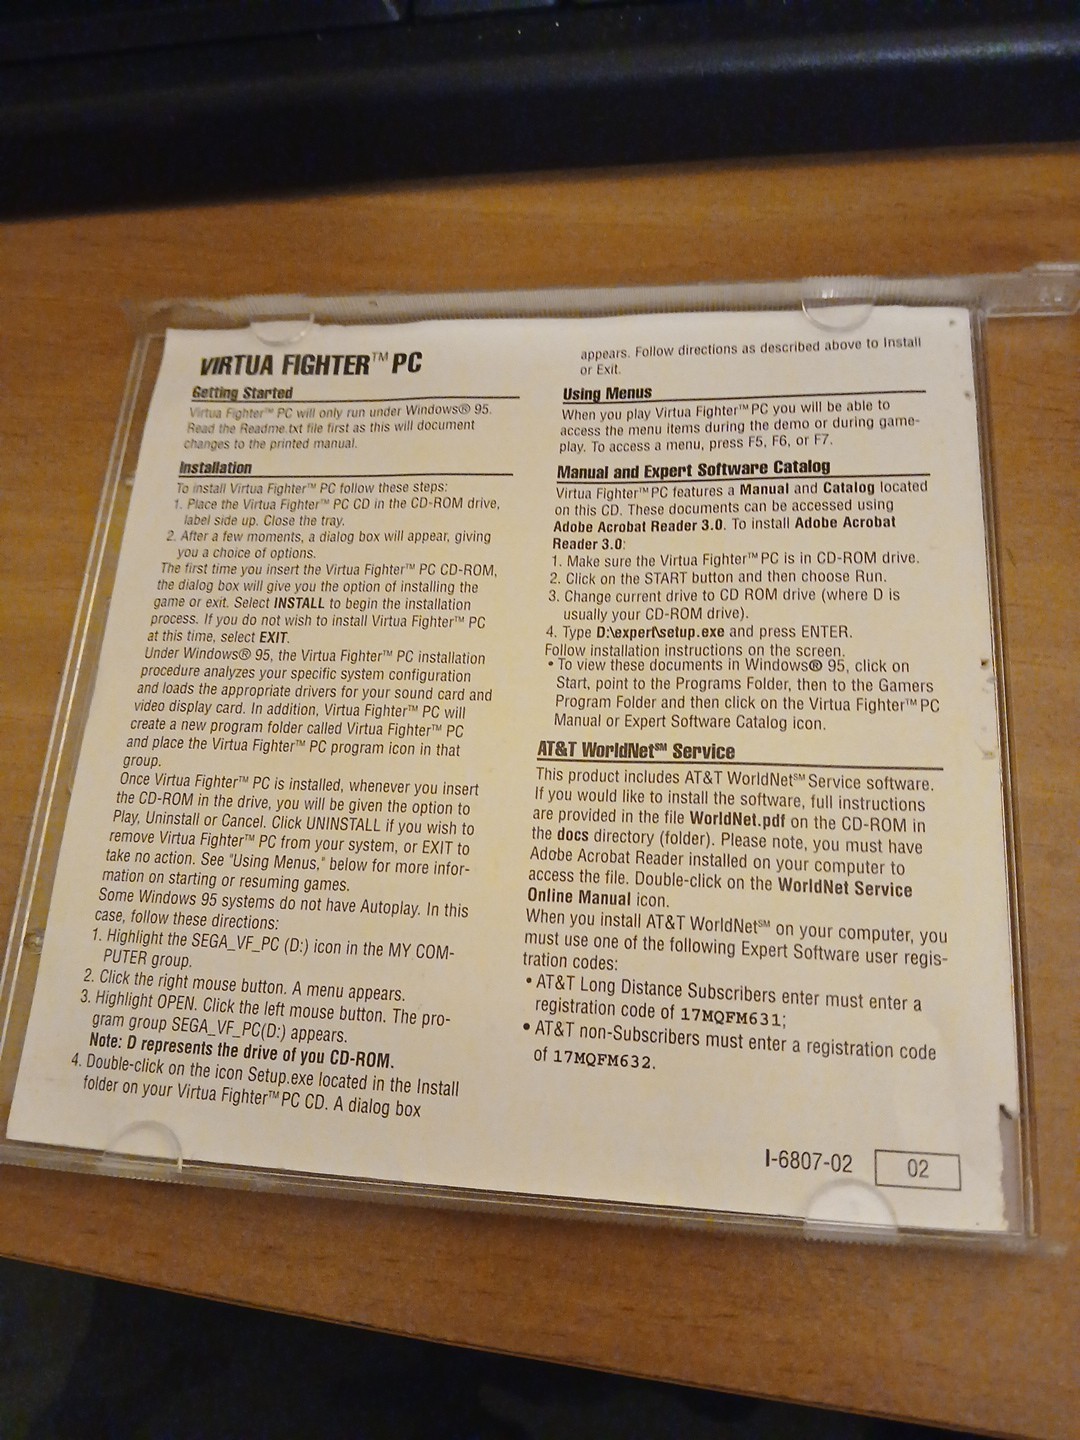 VIRTUA FIGHTER™ PC
Getting Started
Virtua Fighter™ PC will only run under Windows® 95.
Read the Readme.txt file first as this will document
changes to the printed manual.
Installation
To install Virtua Fighter™ PC follow these steps:
1. Place the Virtua Fighter™ PC CD in the CD-ROM drive,
label side up. Close the tray.
2. After a few moments, a dialog box will appear, giving
you a choice of options.
The first time you insert the Virtua Fighter™ PC CD-ROM,
the dialog box will give you the option of installing the
game or exit. Select INSTALL to begin the installation
process. If you do not wish to install Virtua Fighter™ PC
at this time, select EXIT.
Under Windows® 95, the Virtua Fighter™ PC installation
procedure analyzes your specific system configuration
and loads the appropriate drivers for your sound card and
video display card. In addition, Virtua Fighter™ PC will
create a new program folder called Virtua Fighter™ PC
and place the Virtua Fighter™ PC program icon in that
group.
Once Virtua Fighter™ PC is installed, whenever you insert
the CD-ROM in the drive, you will be given the option to
Play, Uninstall or Cancel. Click UNINSTALL if you wish to
remove Virtua Fighter™ PC from your system, or EXIT to
take no action. See "Using Menus," below for more infor-
mation on starting or resuming games.
Some Windows 95 systems do not have Autoplay. In this
case, follow these directions:
1. Highlight the SEGA_VF_PC (D:) icon in the MY COM-
PUTER group.
2. Click the right mouse button. A menu appears.
3. Highlight OPEN. Click the left mouse button. The pro-
gram group SEGA_VF_PC(D:) appears.
Note: D represents the drive of you CD-ROM.
4. Double-click on the icon Setup.exe located in the Install
folder on your Virtua Fighter™ PC CD. A dialog box
appears. Follow directions as described above to Install
or Exit.
Using Menus
When you play Virtua Fighter™ PC you will be able to
access the menu items during the demo or during game-
play. To access a menu, press F5, F6, or F7.
Manual and Expert Software Catalog
Virtua Fighter™ PC features a Manual and Catalog located
on this CD. These documents can be accessed using
Adobe Acrobat Reader 3.0. To install Adobe Acrobat
Reader 3.0:
1. Make sure the Virtua Fighter™ PC is in CD-ROM drive.
2. Click on the START button and then choose Run.
3. Change current drive to CD ROM drive (where D is
usually your CD-ROM drive).
4. Type D:\expert\setup.exe and press ENTER.
Follow installation instructions on the screen.
• To view these documents in Windows® 95, click on
Start, point to the Programs Folder, then to the Gamers
Program Folder and then click on the Virtua Fighter™ PC
Manual or Expert Software Catalog icon.
AT&T WorldNet℠ Service
This product includes AT&T WorldNet℠ Service software.
If you would like to install the software, full instructions
are provided in the file WorldNet.pdf on the CD-ROM in
the docs directory (folder). Please note, you must have
Adobe Acrobat Reader installed on your computer to
access the file. Double-click on the WorldNet Service
Online Manual icon.
When you install AT&T WorldNet℠ on your computer, you
must use one of the following Expert Software user regis-
tration codes:
• AT&T Long Distance Subscribers enter must enter a
registration code of 17MQFM631;
• AT&T non-Subscribers must enter a registration code
of 17MQFM632.
I-6807-02
02